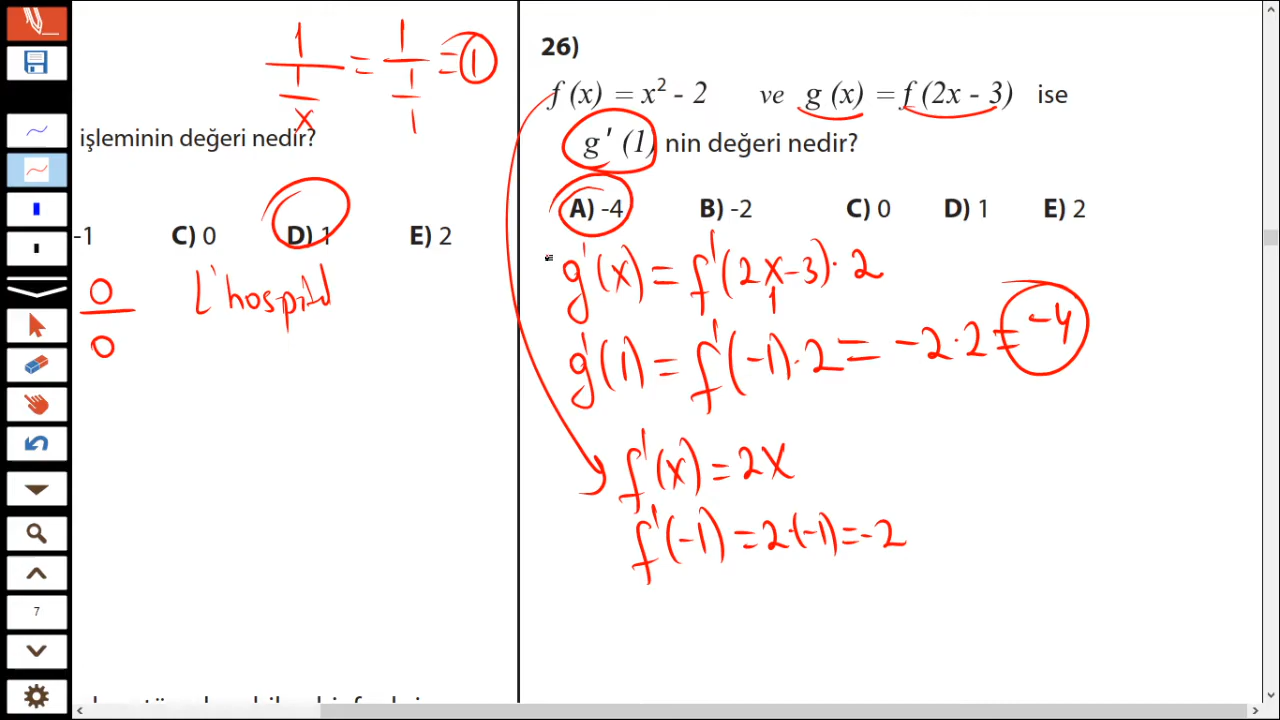 1/(1/x) = 1/(1/1) = 1
işleminin değeri nedir?
-1 C) 0 D) 1 E) 2
0/0 L'hospital
26)
f (x) = x² - 2 ve g (x) = f (2x - 3) ise
g' (1) nin değeri nedir?
A) -4 B) -2 C) 0 D) 1 E) 2
g'(x) = f'(2x-3)·2
1
g'(1) = f'(-1)·2 = -2·2 = -4
f'(x) = 2x
f'(-1) = 2·(-1) = -2
7